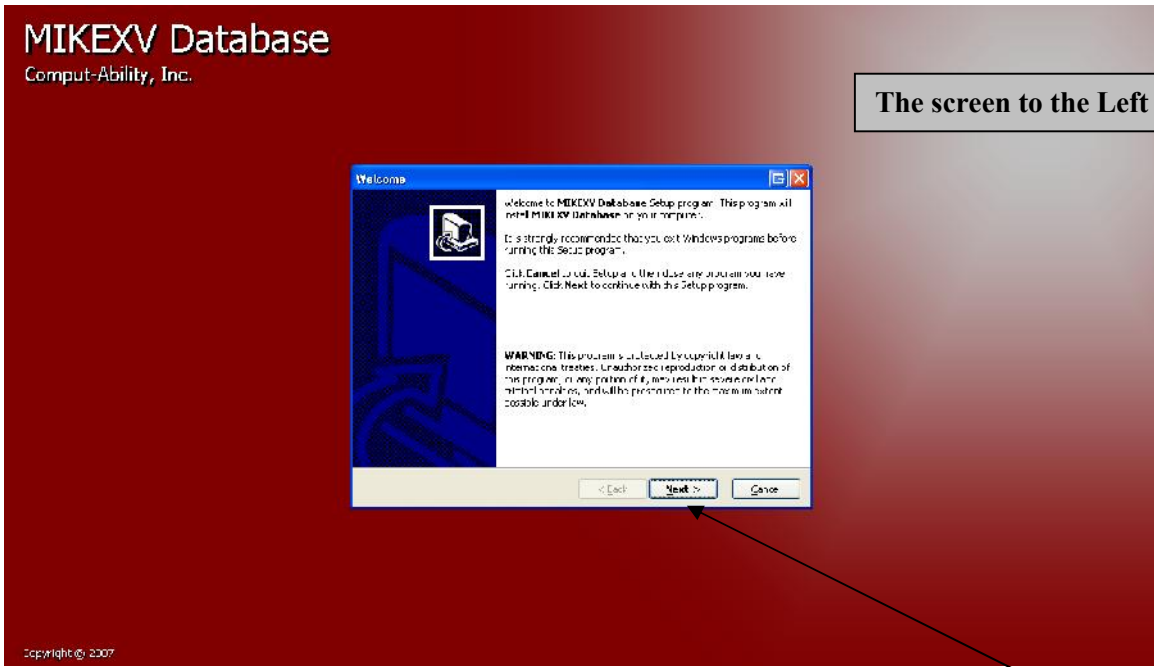 MIKEXV Database
Comput-Ability, Inc.
The screen to the Left
Welcome
Welcome to MIKEXV Database Setup program. This program will
install MIKEXV Database on your computer.
It is strongly recommended that you exit Windows programs before
running this Setup program.
Click Cancel to quit Setup and then close any program you have
running. Click Next to continue with this Setup program.
WARNING: This program is protected by copyright law and
international treaties. Unauthorized reproduction or distribution of
this program, or any portion of it, may result in severe civil and
criminal penalties, and will be prosecuted to the maximum extent
possible under law.
< Back
Next >
Cancel
Copyright © 2007